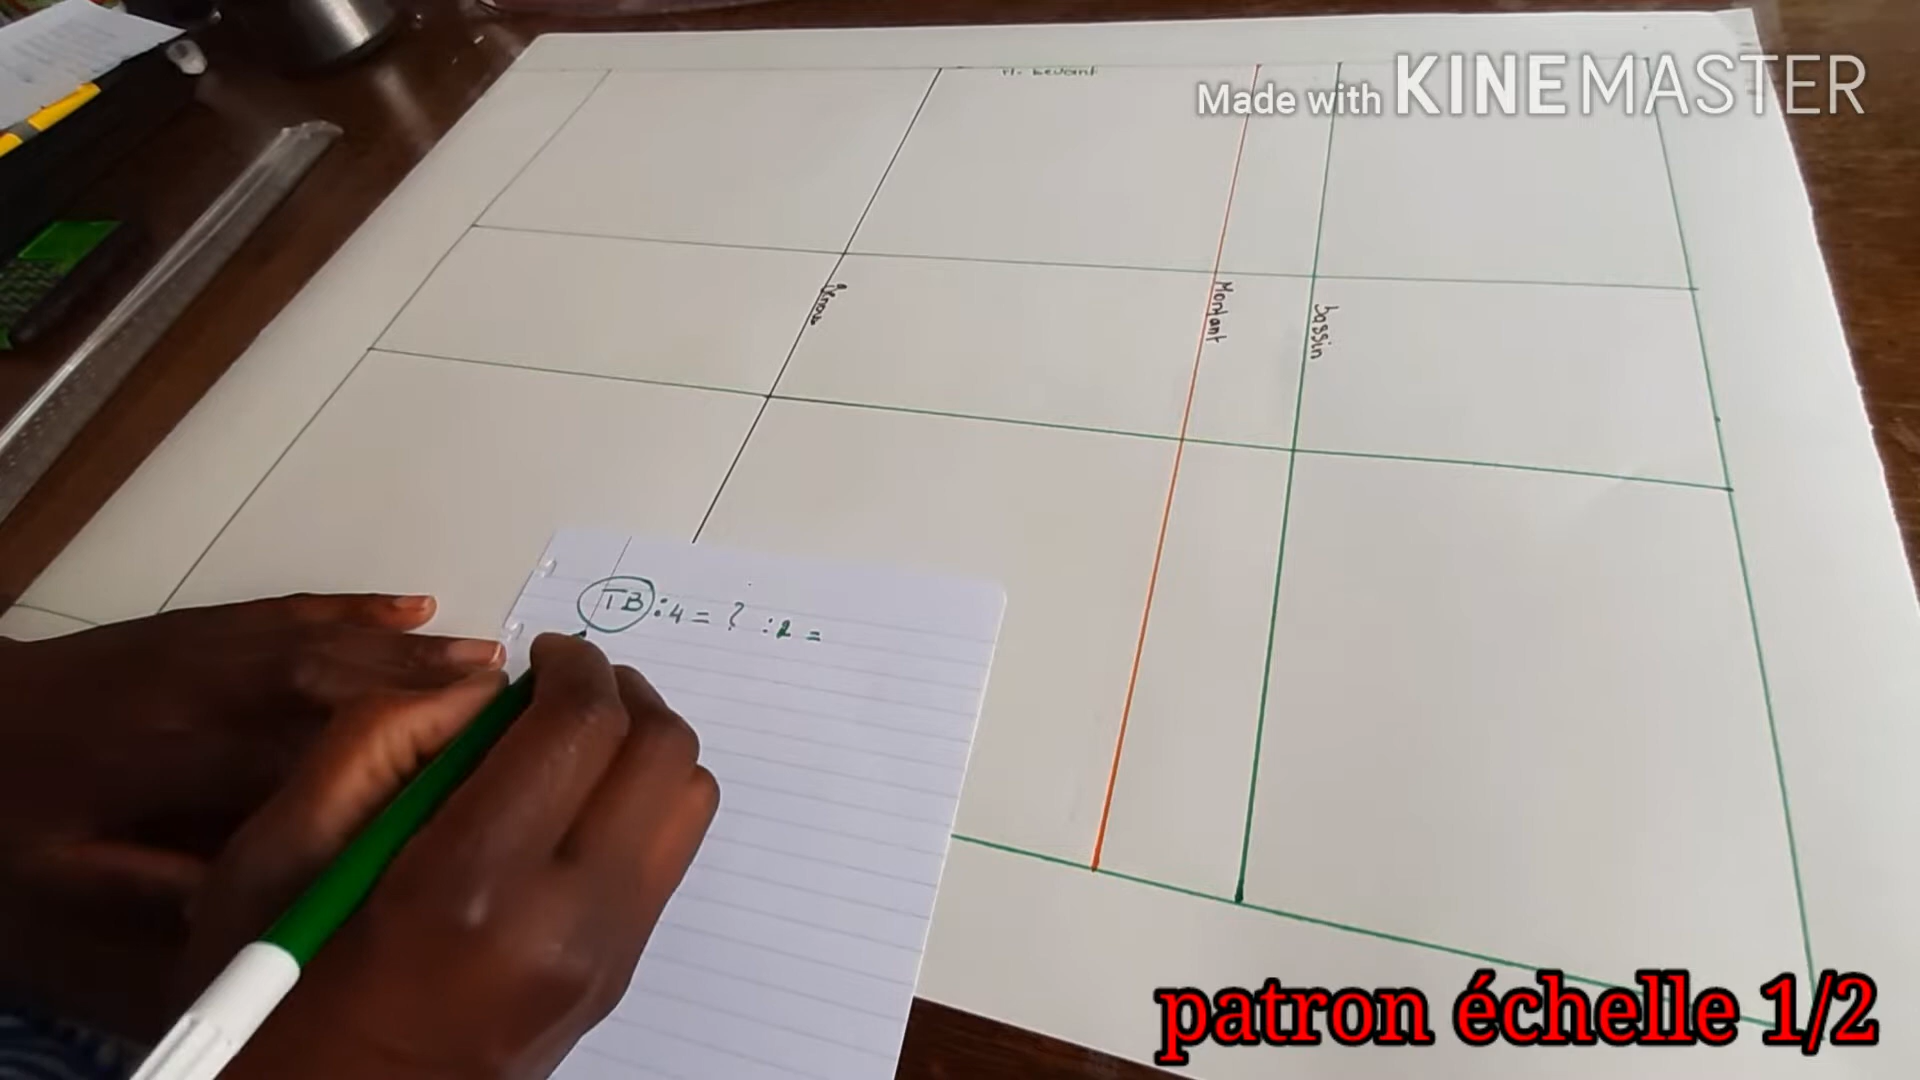 Made with KINEMASTER
Montant
bassin
TB : 4 = ? : 2 =
patron échelle 1/2